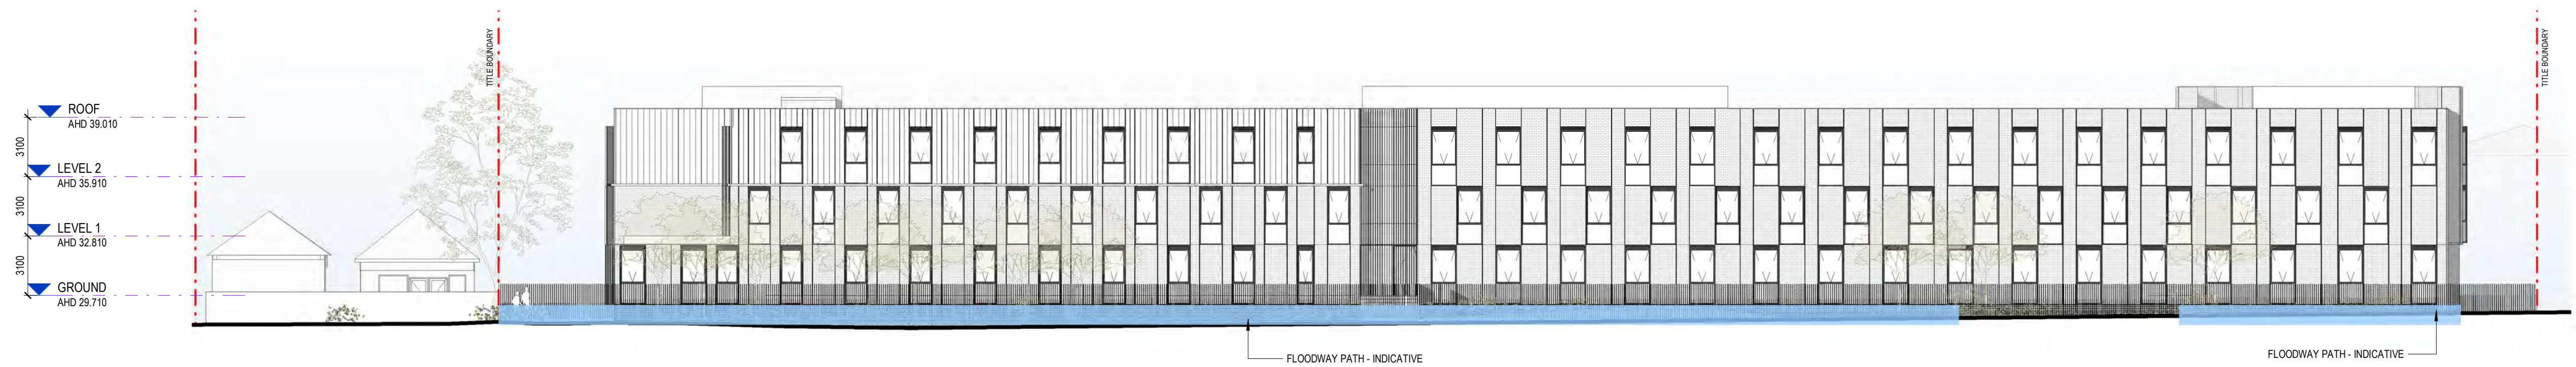 TITLE BOUNDARY
TITLE BOUNDARY
ROOF
AHD 39.010
3100
LEVEL 2
AHD 35.910
3100
LEVEL 1
AHD 32.810
3100
GROUND
AHD 29.710
FLOODWAY PATH - INDICATIVE
FLOODWAY PATH - INDICATIVE